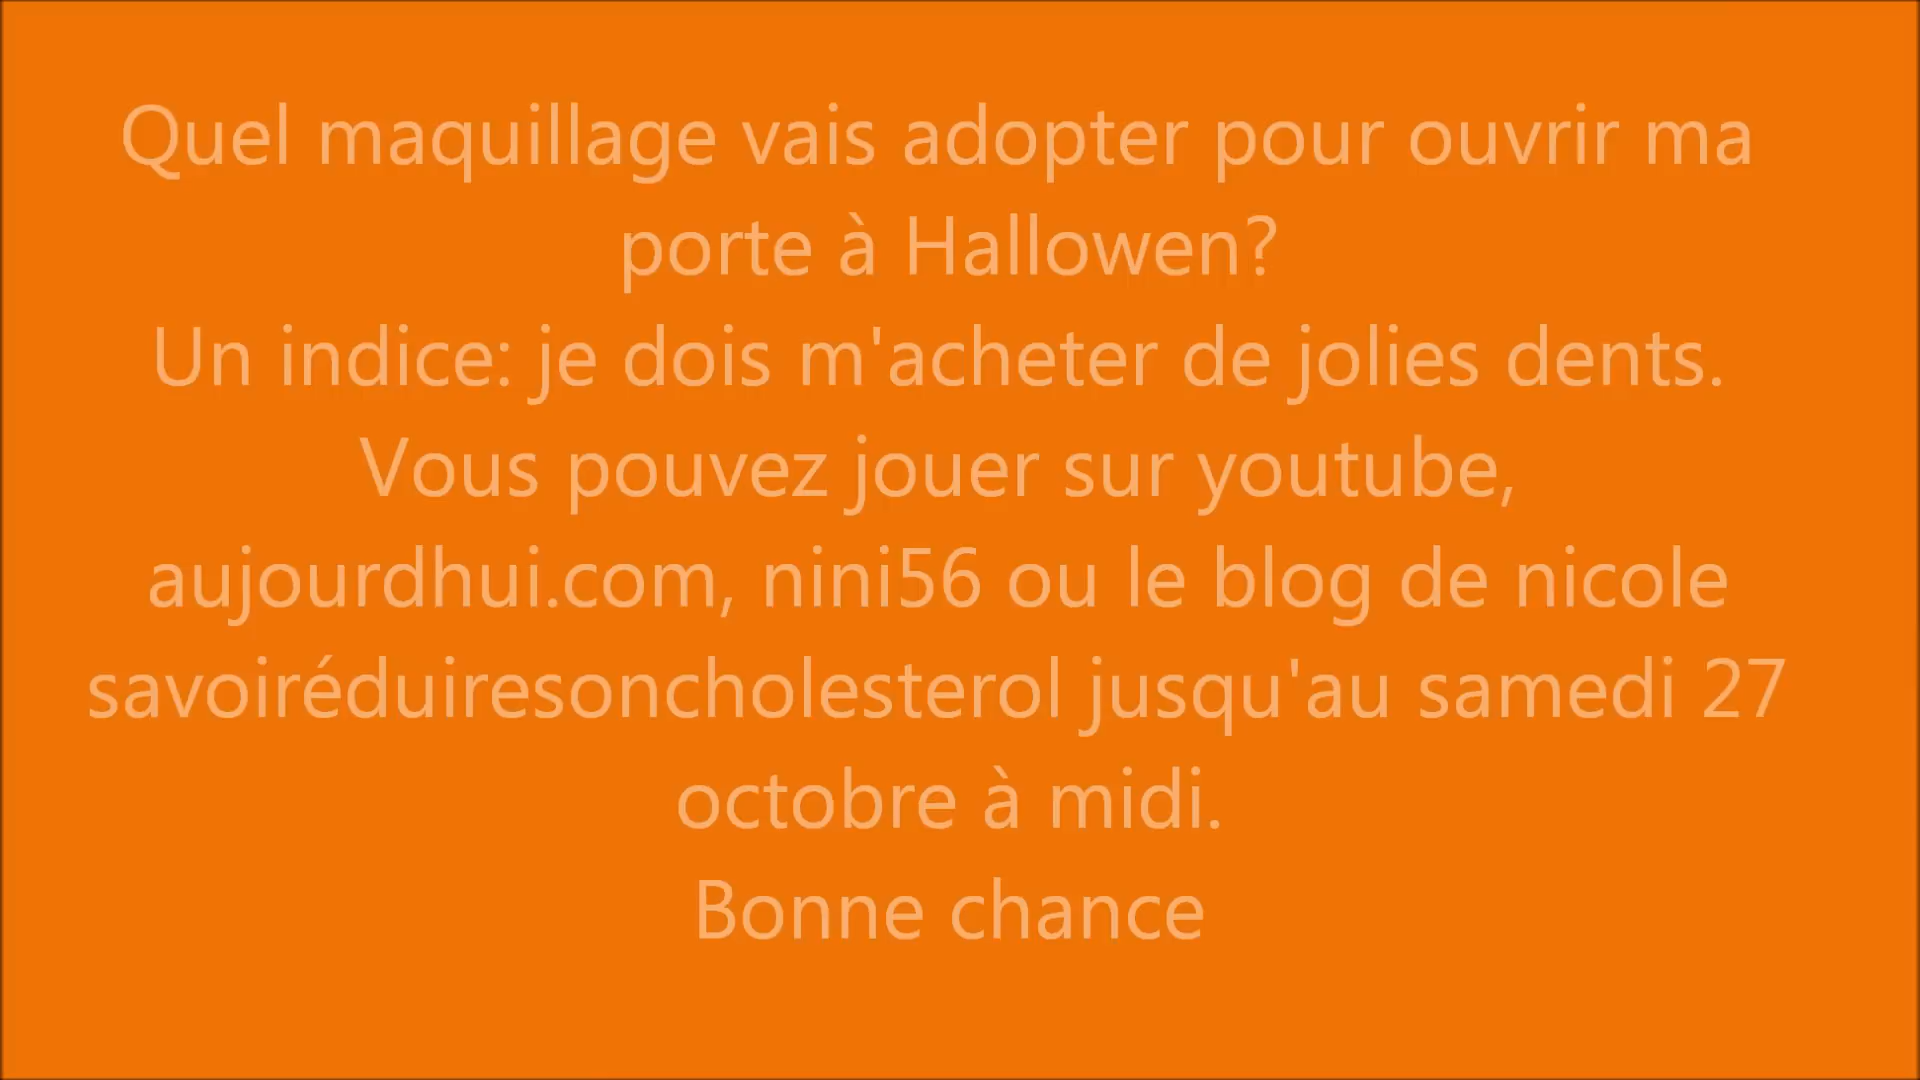 Quel maquillage vais adopter pour ouvrir ma
porte à Hallowen?
Un indice: je dois m'acheter de jolies dents.
Vous pouvez jouer sur youtube,
aujourdhui.com, nini56 ou le blog de nicole
savoiréduiresoncholesterol jusqu'au samedi 27
octobre à midi.
Bonne chance